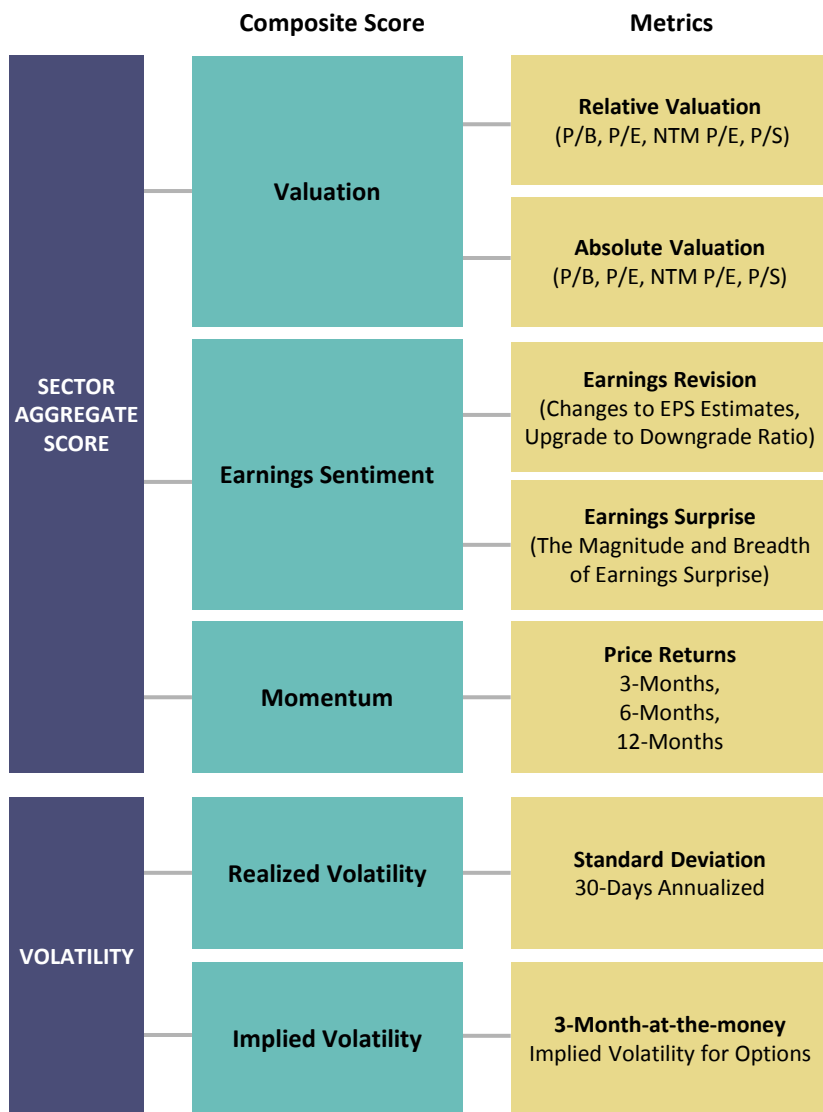 Composite Score
Metrics
SECTOR
AGGREGATE
SCORE
Valuation
Relative Valuation
(P/B, P/E, NTM P/E, P/S)
Absolute Valuation
(P/B, P/E, NTM P/E, P/S)
Earnings Sentiment
Earnings Revision
(Changes to EPS Estimates,
Upgrade to Downgrade Ratio)
Earnings Surprise
(The Magnitude and Breadth
of Earnings Surprise)
Momentum
Price Returns
3-Months,
6-Months,
12-Months
VOLATILITY
Realized Volatility
Standard Deviation
30-Days Annualized
Implied Volatility
3-Month-at-the-money
Implied Volatility for Options